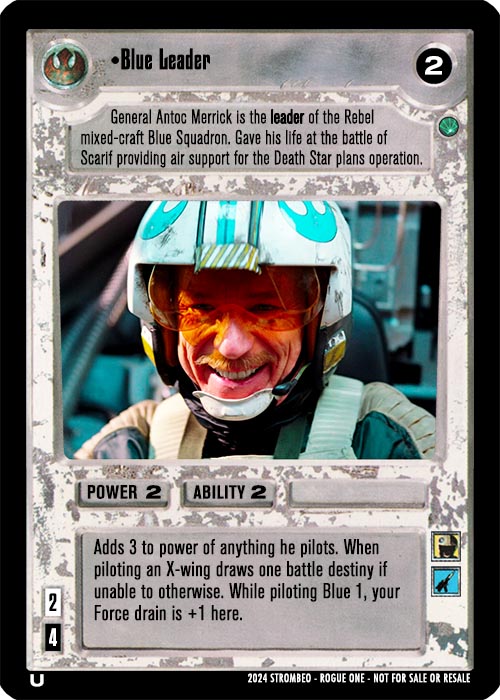 •Blue Leader
2
General Antoc Merrick is the leader of the Rebel
mixed-craft Blue Squadron. Gave his life at the battle of
Scarif providing air support for the Death Star plans operation.
POWER 2
ABILITY 2
Adds 3 to power of anything he pilots. When
piloting an X-wing draws one battle destiny if
unable to otherwise. While piloting Blue 1, your
Force drain is +1 here.
2
4
U
2024 STROMBEO - ROGUE ONE - NOT FOR SALE OR RESALE